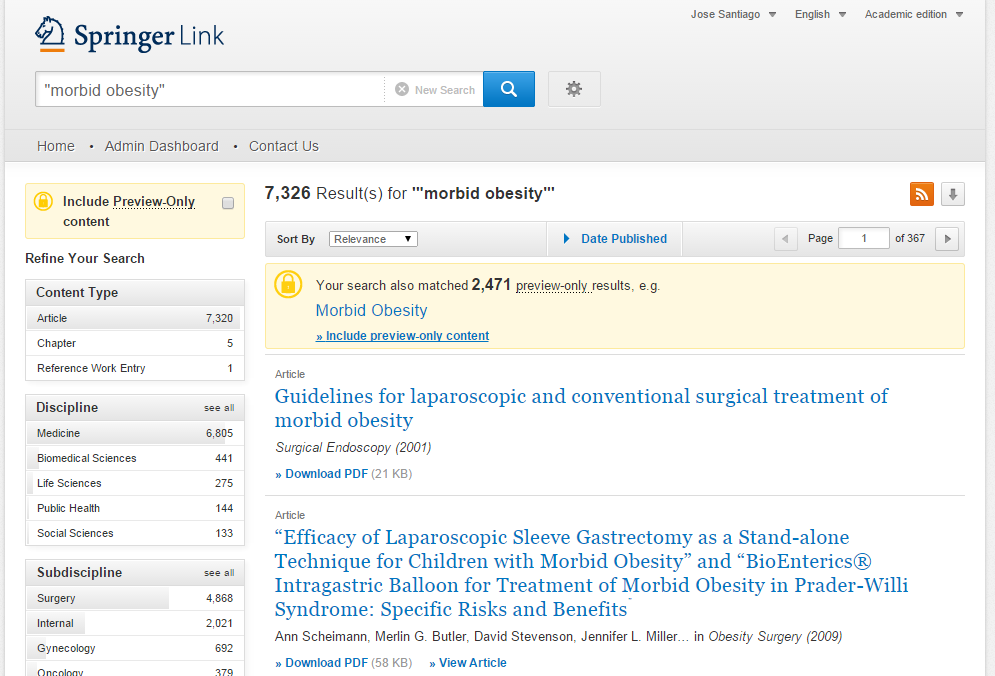 Jose Santiago English Academic edition
Springer Link
"morbid obesity" New Search
Home • Admin Dashboard • Contact Us
Include Preview-Only
content
Refine Your Search
Content Type
Article 7,320
Chapter 5
Reference Work Entry 1
Discipline see all
Medicine 6,805
Biomedical Sciences 441
Life Sciences 275
Public Health 144
Social Sciences 133
Subdiscipline see all
Surgery 4,868
Internal 2,021
Gynecology 692
Oncology 379
7,326 Result(s) for '"morbid obesity"'
Sort By Relevance Date Published Page 1 of 367
Your search also matched 2,471 preview-only results, e.g.
Morbid Obesity
» Include preview-only content
Article
Guidelines for laparoscopic and conventional surgical treatment of
morbid obesity
Surgical Endoscopy (2001)
» Download PDF (21 KB)
Article
“Efficacy of Laparoscopic Sleeve Gastrectomy as a Stand-alone
Technique for Children with Morbid Obesity” and “BioEnterics®
Intragastric Balloon for Treatment of Morbid Obesity in Prader-Willi
Syndrome: Specific Risks and Benefits
Ann Scheimann, Merlin G. Butler, David Stevenson, Jennifer L. Miller... in Obesity Surgery (2009)
» Download PDF (58 KB) » View Article